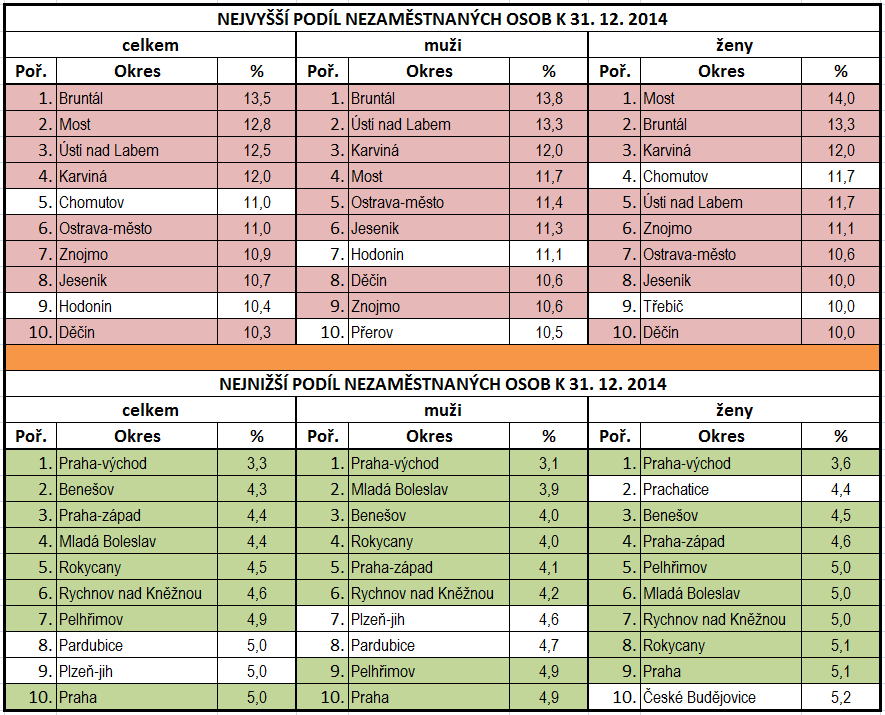 NEJVYŠŠÍ PODÍL NEZAMĚSTNANÝCH OSOB K 31. 12. 2014
celkem muži ženy
Poř. Okres % Poř. Okres % Poř. Okres %
1. Bruntál 13,5 1. Bruntál 13,8 1. Most 14,0
2. Most 12,8 2. Ústí nad Labem 13,3 2. Bruntál 13,3
3. Ústí nad Labem 12,5 3. Karviná 12,0 3. Karviná 12,0
4. Karviná 12,0 4. Most 11,7 4. Chomutov 11,7
5. Chomutov 11,0 5. Ostrava-město 11,4 5. Ústí nad Labem 11,7
6. Ostrava-město 11,0 6. Jeseník 11,3 6. Znojmo 11,1
7. Znojmo 10,9 7. Hodonín 11,1 7. Ostrava-město 10,6
8. Jeseník 10,7 8. Děčín 10,6 8. Jeseník 10,0
9. Hodonín 10,4 9. Znojmo 10,6 9. Třebíč 10,0
10. Děčín 10,3 10. Přerov 10,5 10. Děčín 10,0
NEJNIŽŠÍ PODÍL NEZAMĚSTNANÝCH OSOB K 31. 12. 2014
celkem muži ženy
Poř. Okres % Poř. Okres % Poř. Okres %
1. Praha-východ 3,3 1. Praha-východ 3,1 1. Praha-východ 3,6
2. Benešov 4,3 2. Mladá Boleslav 3,9 2. Prachatice 4,4
3. Praha-západ 4,4 3. Benešov 4,0 3. Benešov 4,5
4. Mladá Boleslav 4,4 4. Rokycany 4,0 4. Praha-západ 4,6
5. Rokycany 4,5 5. Praha-západ 4,1 5. Pelhřimov 5,0
6. Rychnov nad Kněžnou 4,6 6. Rychnov nad Kněžnou 4,2 6. Mladá Boleslav 5,0
7. Pelhřimov 4,9 7. Plzeň-jih 4,6 7. Rychnov nad Kněžnou 5,0
8. Pardubice 5,0 8. Pardubice 4,7 8. Rokycany 5,1
9. Plzeň-jih 5,0 9. Pelhřimov 4,9 9. Praha 5,1
10. Praha 5,0 10. Praha 4,9 10. České Budějovice 5,2